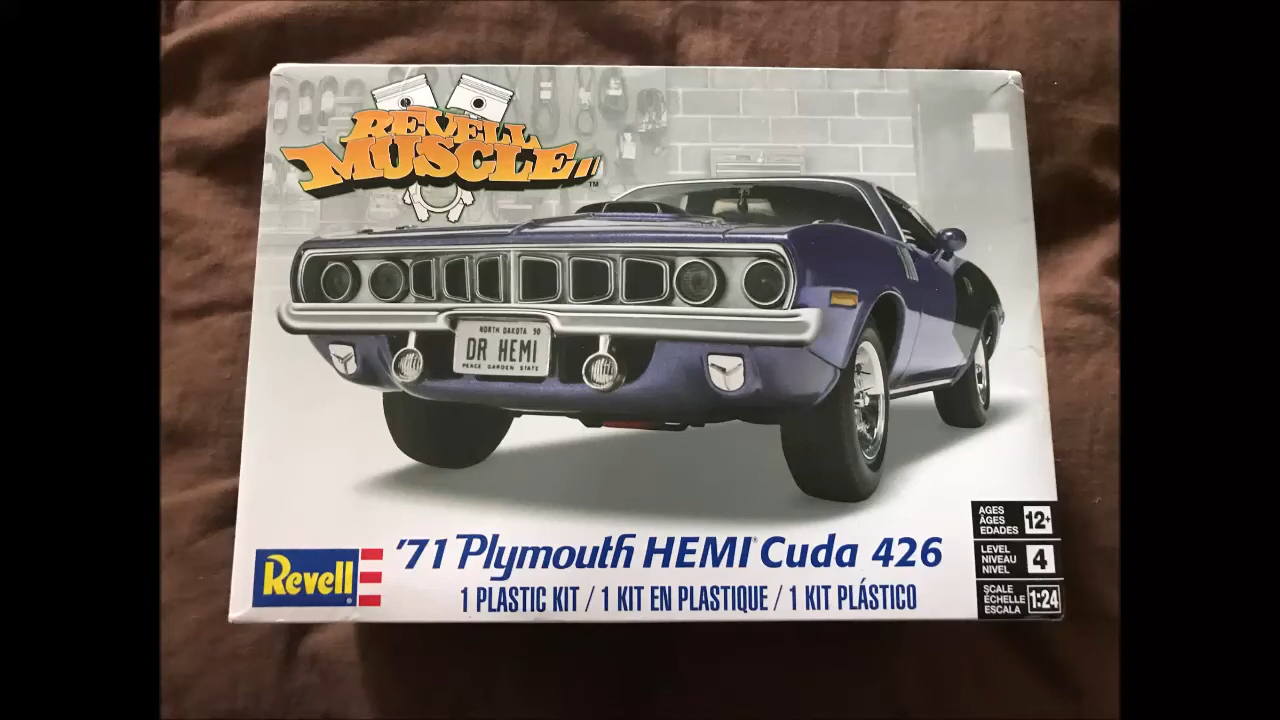 REVELL
MUSCLE
TM
NORTH DAKOTA 90
DR HEMI
PEACE GARDEN STATE
'71 Plymouth HEMI® Cuda 426
1 PLASTIC KIT / 1 KIT EN PLASTIQUE / 1 KIT PLÁSTICO
Revell®
AGES
ÂGES
EDADES
12+
LEVEL
NIVEAU
NIVEL
4
SCALE
ÉCHELLE
ESCALA
1:24